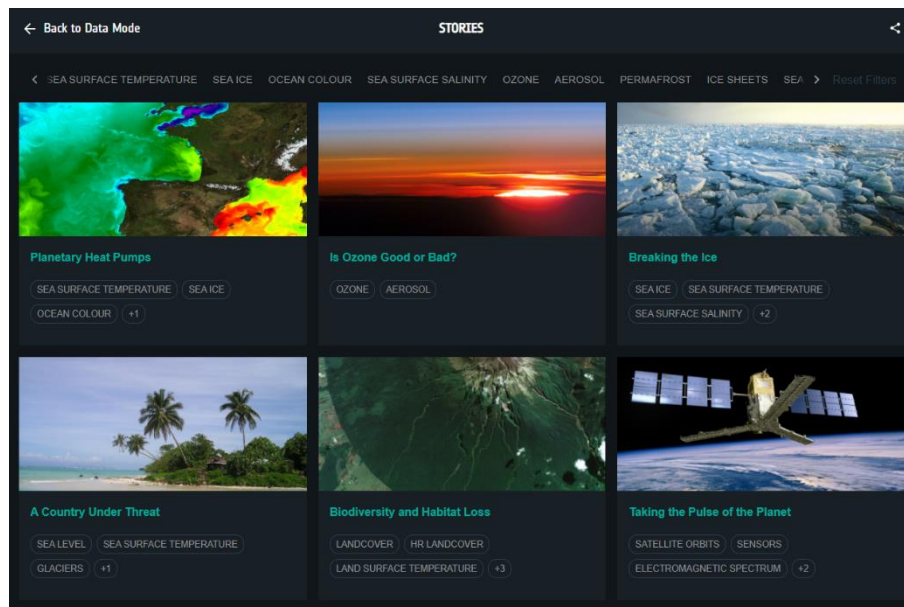 Back to Data Mode
STORIES
SEA SURFACE TEMPERATURE SEA ICE OCEAN COLOUR SEA SURFACE SALINITY OZONE AEROSOL PERMAFROST ICE SHEETS SEA Reset Filters
Planetary Heat Pumps
SEA SURFACE TEMPERATURE SEA ICE
OCEAN COLOUR +1
Is Ozone Good or Bad?
OZONE AEROSOL
Breaking the Ice
SEA ICE SEA SURFACE TEMPERATURE
SEA SURFACE SALINITY +2
A Country Under Threat
SEA LEVEL SEA SURFACE TEMPERATURE
GLACIERS +1
Biodiversity and Habitat Loss
LANDCOVER HR LANDCOVER
LAND SURFACE TEMPERATURE +3
Taking the Pulse of the Planet
SATELLITE ORBITS SENSORS
ELECTROMAGNETIC SPECTRUM +2